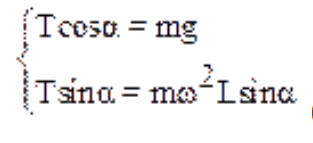 Tcosα = mg
Tsinα = mω²Lsinα